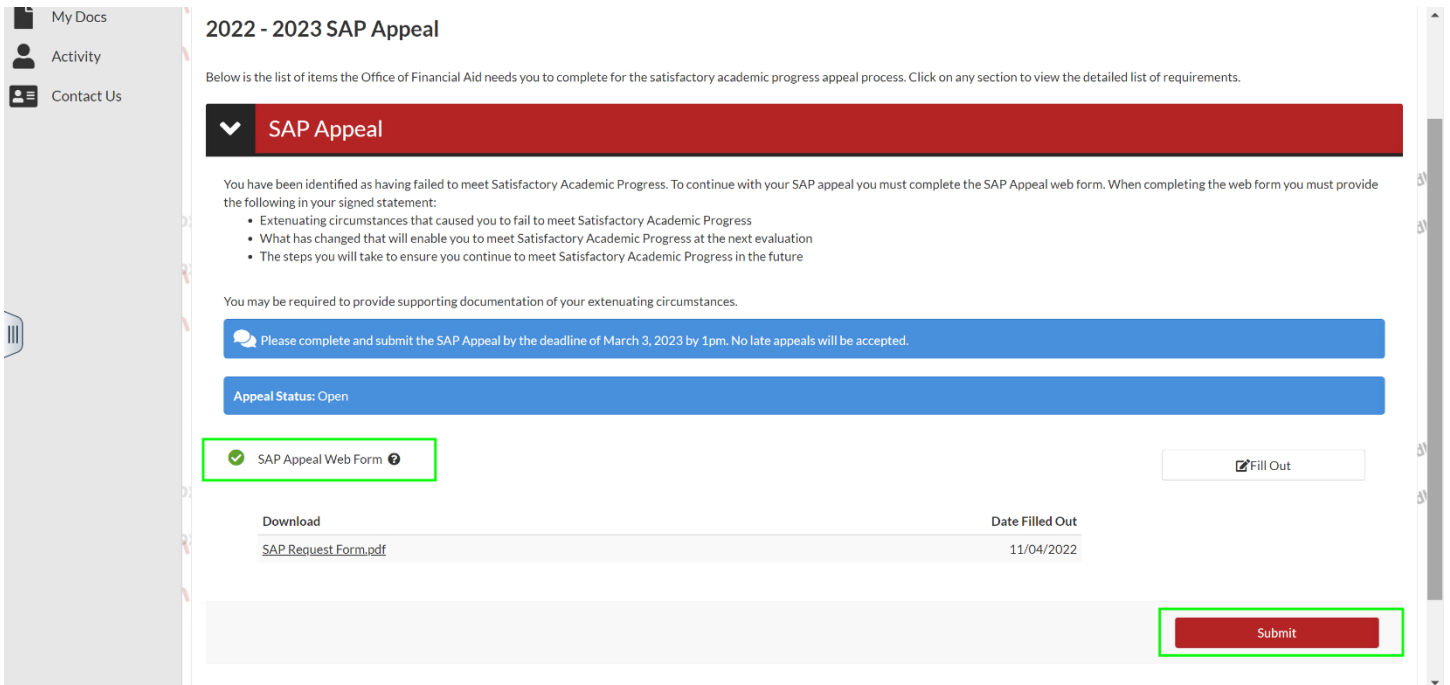 My Docs
Activity
Contact Us
2022 - 2023 SAP Appeal
Below is the list of items the Office of Financial Aid needs you to complete for the satisfactory academic progress appeal process. Click on any section to view the detailed list of requirements.
SAP Appeal
You have been identified as having failed to meet Satisfactory Academic Progress. To continue with your SAP appeal you must complete the SAP Appeal web form. When completing the web form you must provide
the following in your signed statement:
• Extenuating circumstances that caused you to fail to meet Satisfactory Academic Progress
• What has changed that will enable you to meet Satisfactory Academic Progress at the next evaluation
• The steps you will take to ensure you continue to meet Satisfactory Academic Progress in the future
You may be required to provide supporting documentation of your extenuating circumstances.
Please complete and submit the SAP Appeal by the deadline of March 3, 2023 by 1pm. No late appeals will be accepted.
Appeal Status: Open
SAP Appeal Web Form
Fill Out
Download Date Filled Out
SAP Request Form.pdf 11/04/2022
Submit